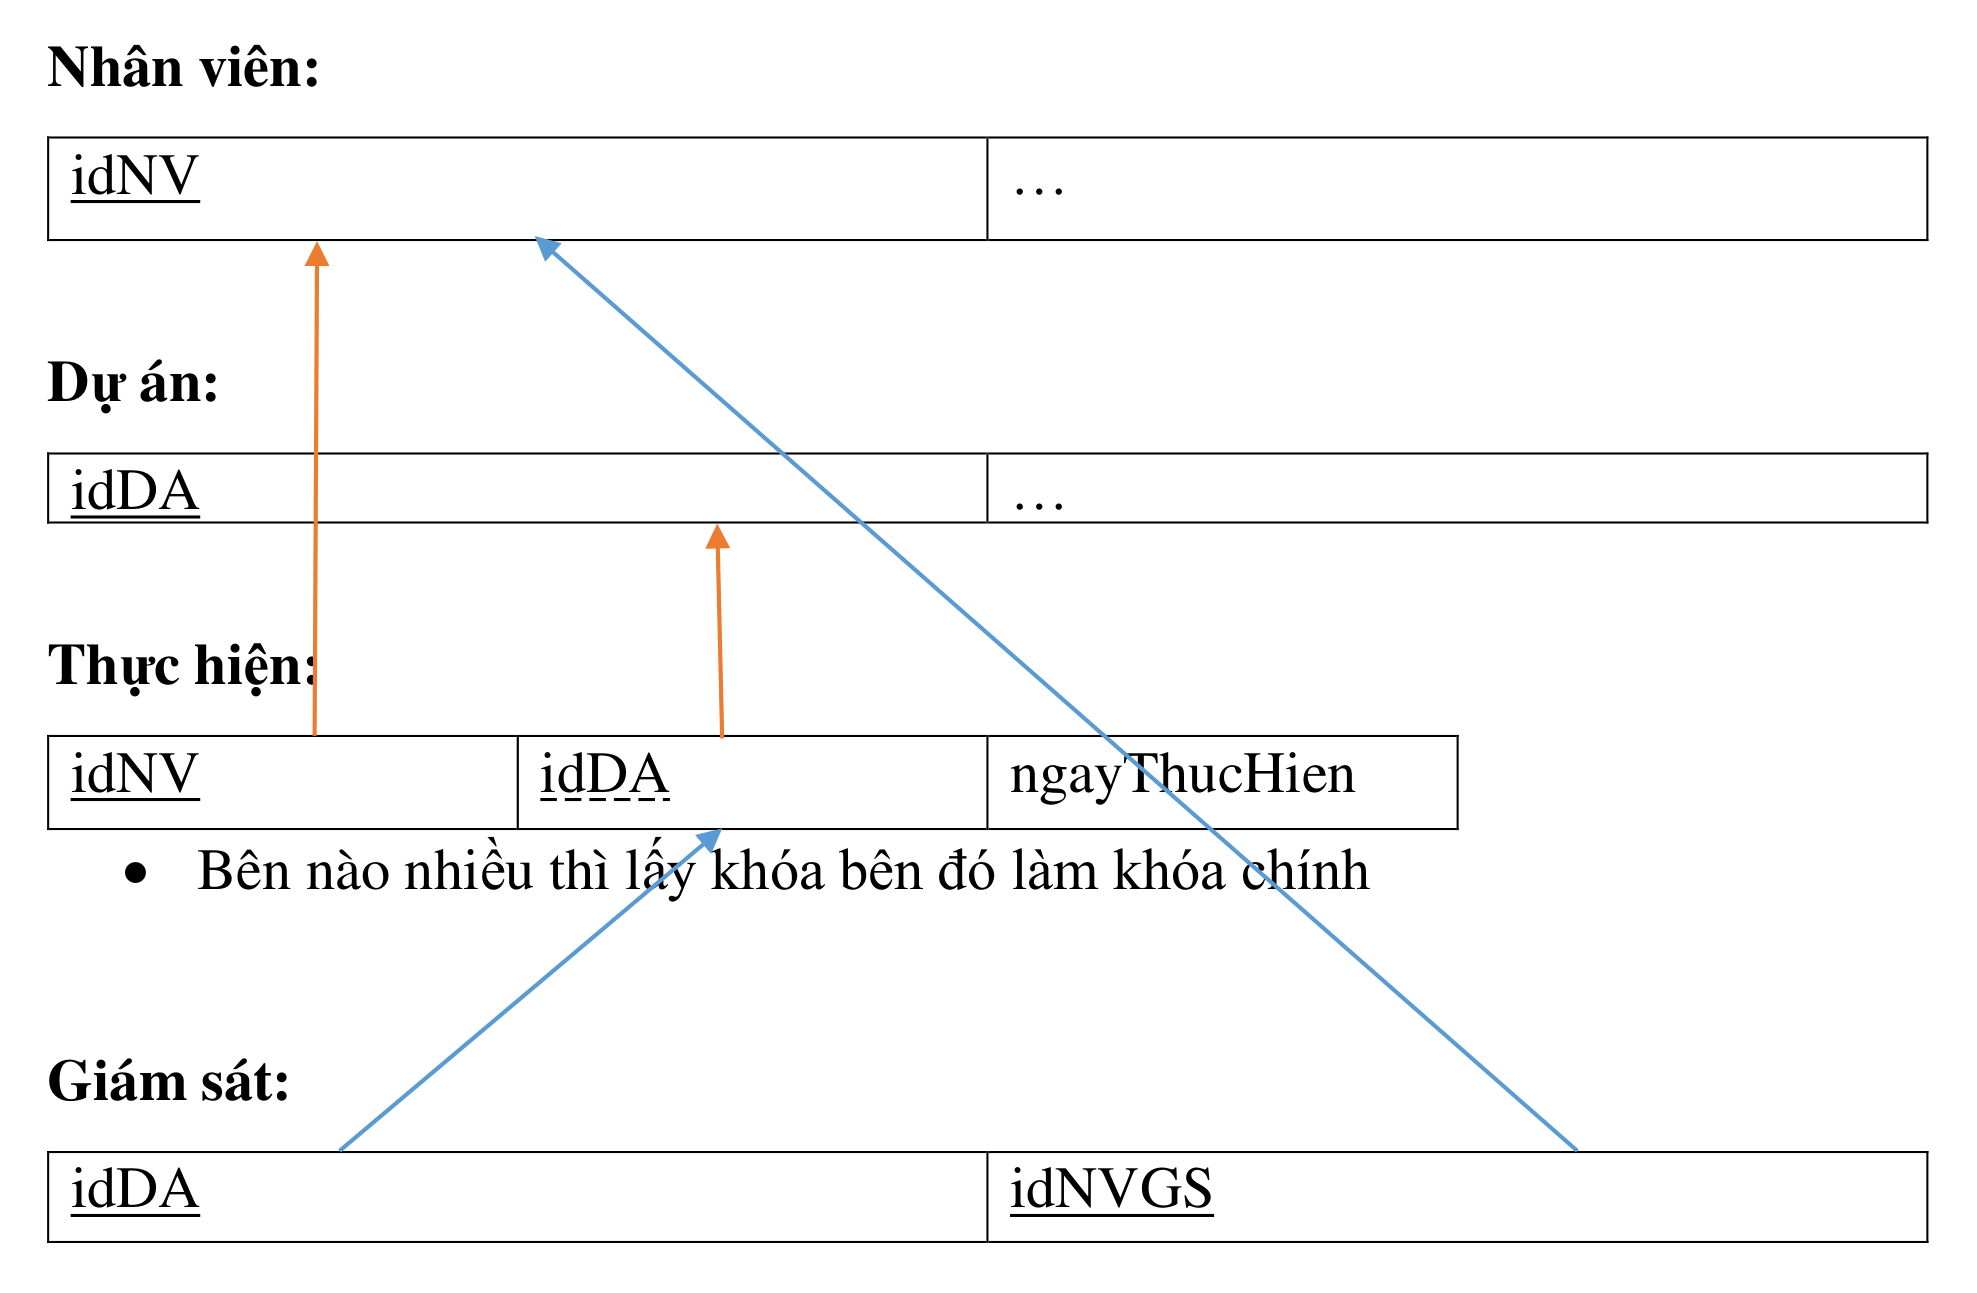 Nhân viên:
idNV …
Dự án:
idDA …
Thực hiện:
idNV idDA ngayThucHien
• Bên nào nhiều thì lấy khóa bên đó làm khóa chính
Giám sát:
idDA idNVGS